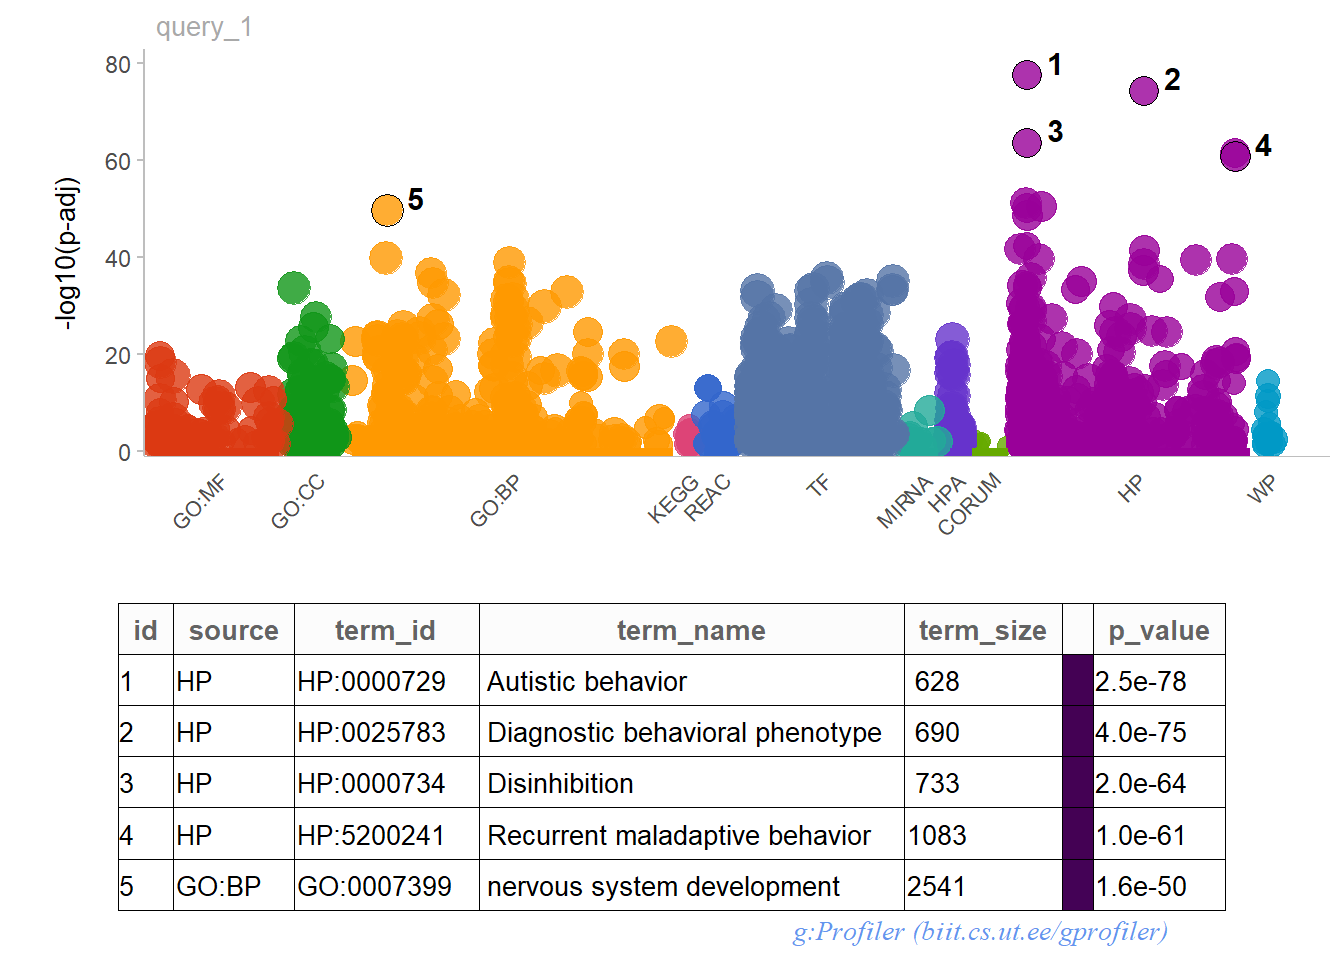 query_1
80
60
40
20
0
-log10(p-adj)
1
2
3
4
5
GO:MF
GO:CC
GO:BP
KEGG
REAC
TF
MIRNA
HPA
CORUM
HP
WP
id source term_id term_name term_size p_value
1 HP HP:0000729 Autistic behavior 628 2.5e-78
2 HP HP:0025783 Diagnostic behavioral phenotype 690 4.0e-75
3 HP HP:0000734 Disinhibition 733 2.0e-64
4 HP HP:5200241 Recurrent maladaptive behavior 1083 1.0e-61
5 GO:BP GO:0007399 nervous system development 2541 1.6e-50
g:Profiler (biit.cs.ut.ee/gprofiler)